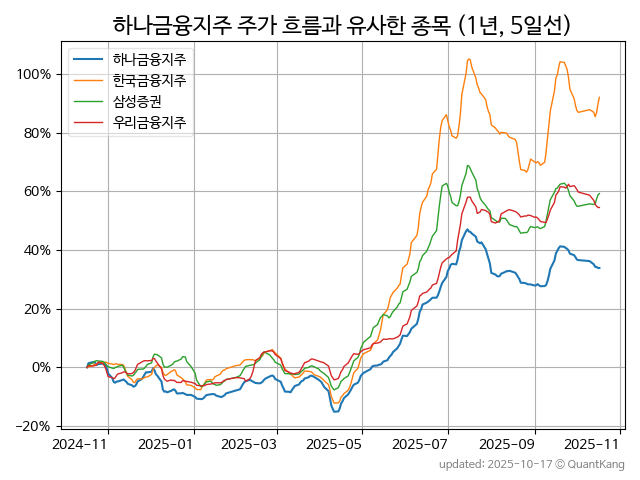 하나금융지주 주가 흐름과 유사한 종목 (1년, 5일선)
하나금융지주
한국금융지주
삼성증권
우리금융지주
100%
80%
60%
40%
20%
0%
−20%
2024−11
2025−01
2025−03
2025−05
2025−07
2025−09
2025−11
updated: 2025-10-17 © QuantKang